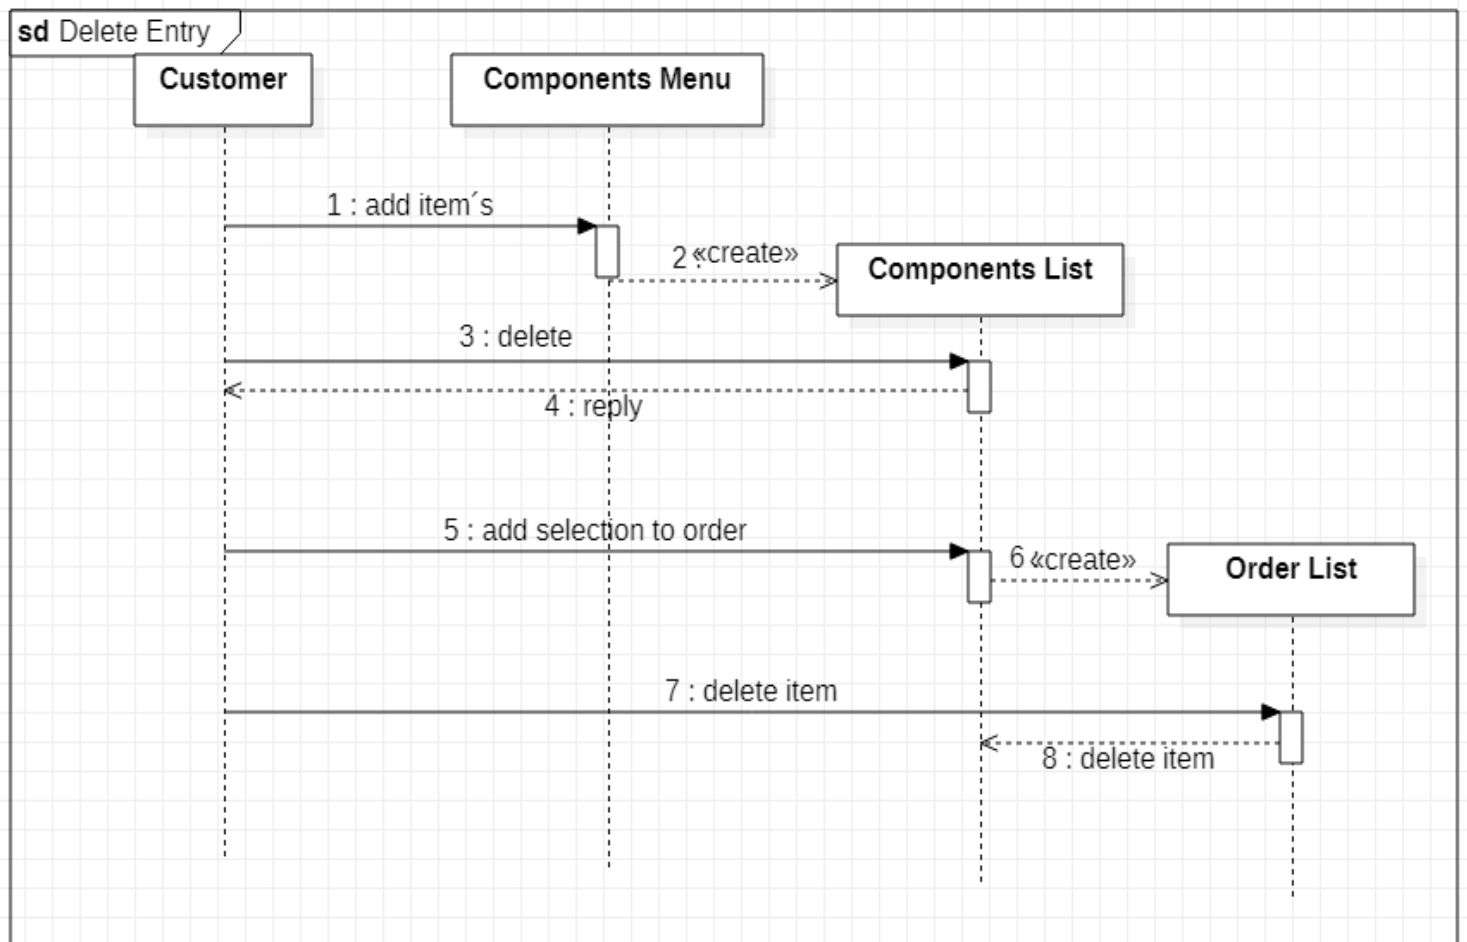 sd Delete Entry
Customer
Components Menu
1 : add item´s
2 : «create»
Components List
3 : delete
4 : reply
5 : add selection to order
6 «create»
Order List
7 : delete item
8 : delete item